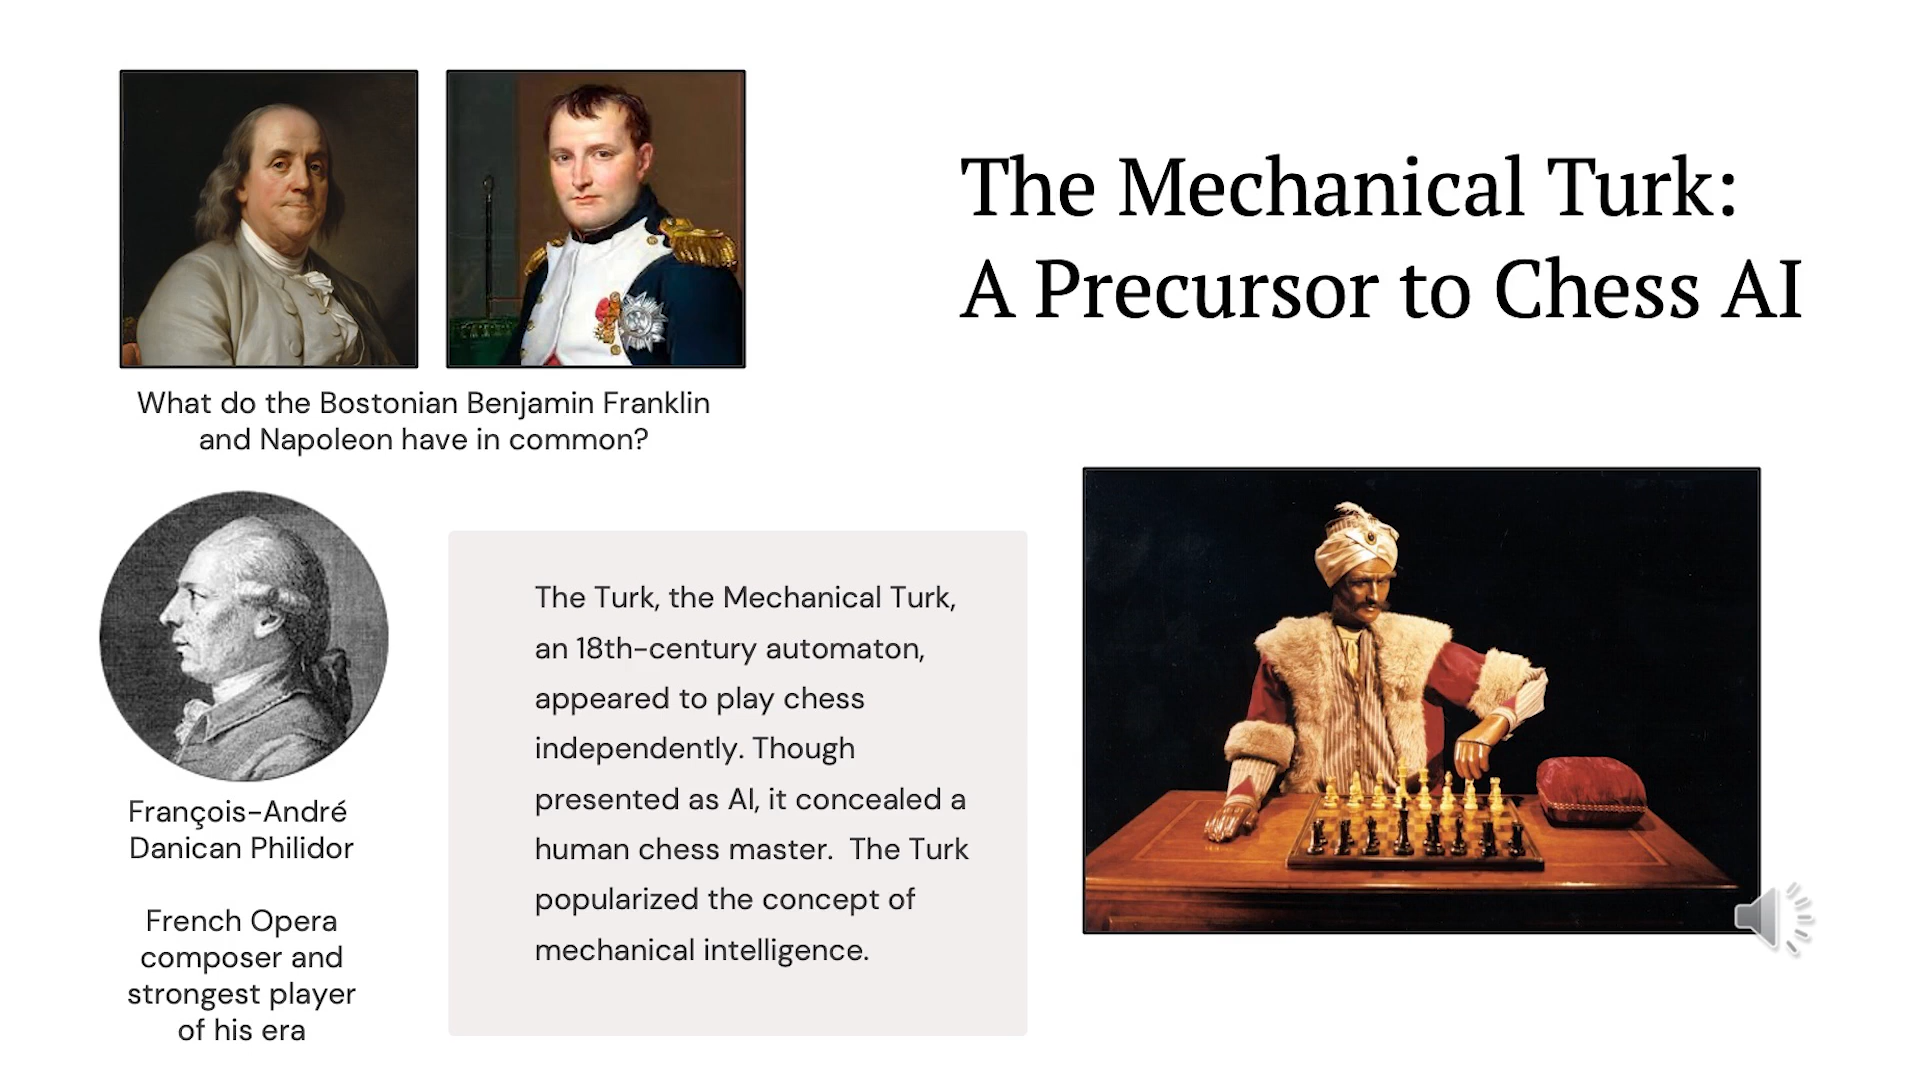 The Mechanical Turk:
A Precursor to Chess AI
What do the Bostonian Benjamin Franklin
and Napoleon have in common?
François-André
Danican Philidor
French Opera
composer and
strongest player
of his era
The Turk, the Mechanical Turk,
an 18th-century automaton,
appeared to play chess
independently. Though
presented as AI, it concealed a
human chess master.  The Turk
popularized the concept of
mechanical intelligence.